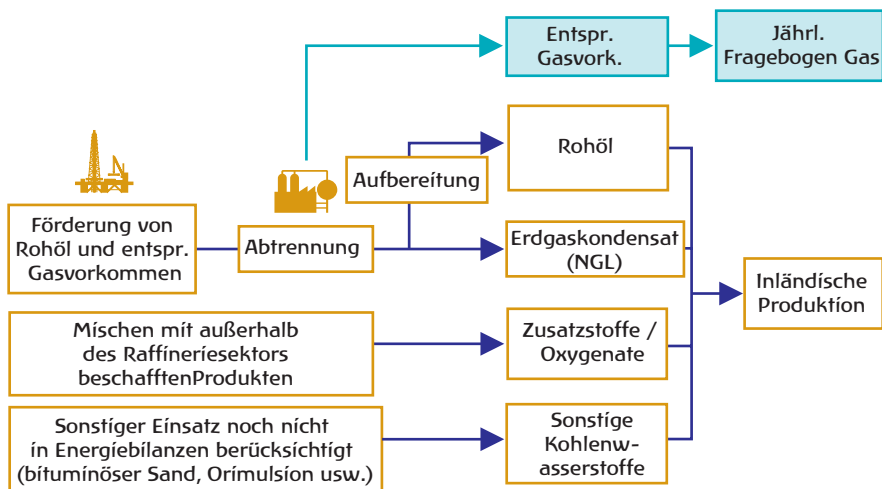 Entspr.
Gasvork.
Jährl.
Fragebogen Gas
Rohöl
Aufbereitung
Förderung von
Rohöl und entspr.
Gasvorkommen
Abtrennung
Erdgaskondensat
(NGL)
Inländische
Produktion
Mischen mit außerhalb
des Raffineriesektors
beschafftenProdukten
Zusatzstoffe /
Oxygenate
Sonstiger Einsatz noch nicht
in Energiebilanzen berücksichtigt
(bituminöser Sand, Orimulsion usw.)
Sonstige
Kohlenw-
asserstoffe